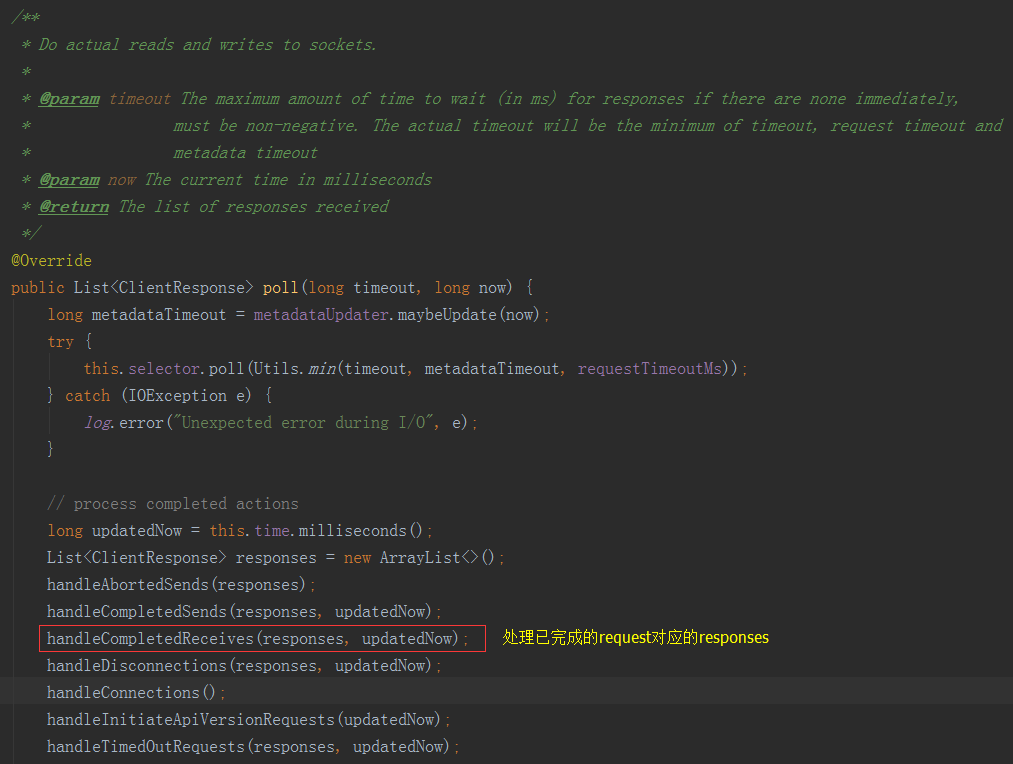 /**
 * Do actual reads and writes to sockets.
 *
 * @param timeout The maximum amount of time to wait (in ms) for responses if there are none immediately,
 *                must be non-negative. The actual timeout will be the minimum of timeout, request timeout and
 *                metadata timeout
 * @param now The current time in milliseconds
 * @return The list of responses received
 */
@Override
public List<ClientResponse> poll(long timeout, long now) {
    long metadataTimeout = metadataUpdater.maybeUpdate(now);
    try {
        this.selector.poll(Utils.min(timeout, metadataTimeout, requestTimeoutMs));
    } catch (IOException e) {
        log.error("Unexpected error during I/O", e);
    }

    // process completed actions
    long updatedNow = this.time.milliseconds();
    List<ClientResponse> responses = new ArrayList<>();
    handleAbortedSends(responses);
    handleCompletedSends(responses, updatedNow);
    handleCompletedReceives(responses, updatedNow); 处理已完成的request对应的responses
    handleDisconnections(responses, updatedNow);
    handleConnections();
    handleInitiateApiVersionRequests(updatedNow);
    handleTimedOutRequests(responses, updatedNow);